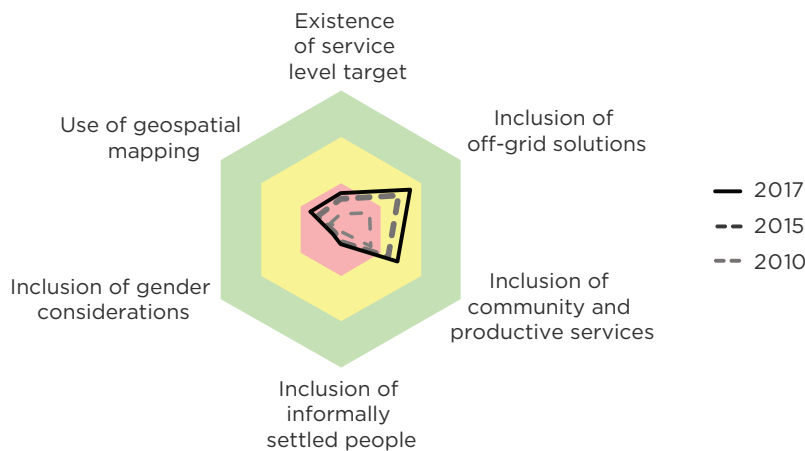 Existence
of service
level target
Use of geospatial
mapping
Inclusion of
off-grid solutions
2017
2015
2010
Inclusion of gender
considerations
Inclusion of
community and
productive services
Inclusion of
informally
settled people